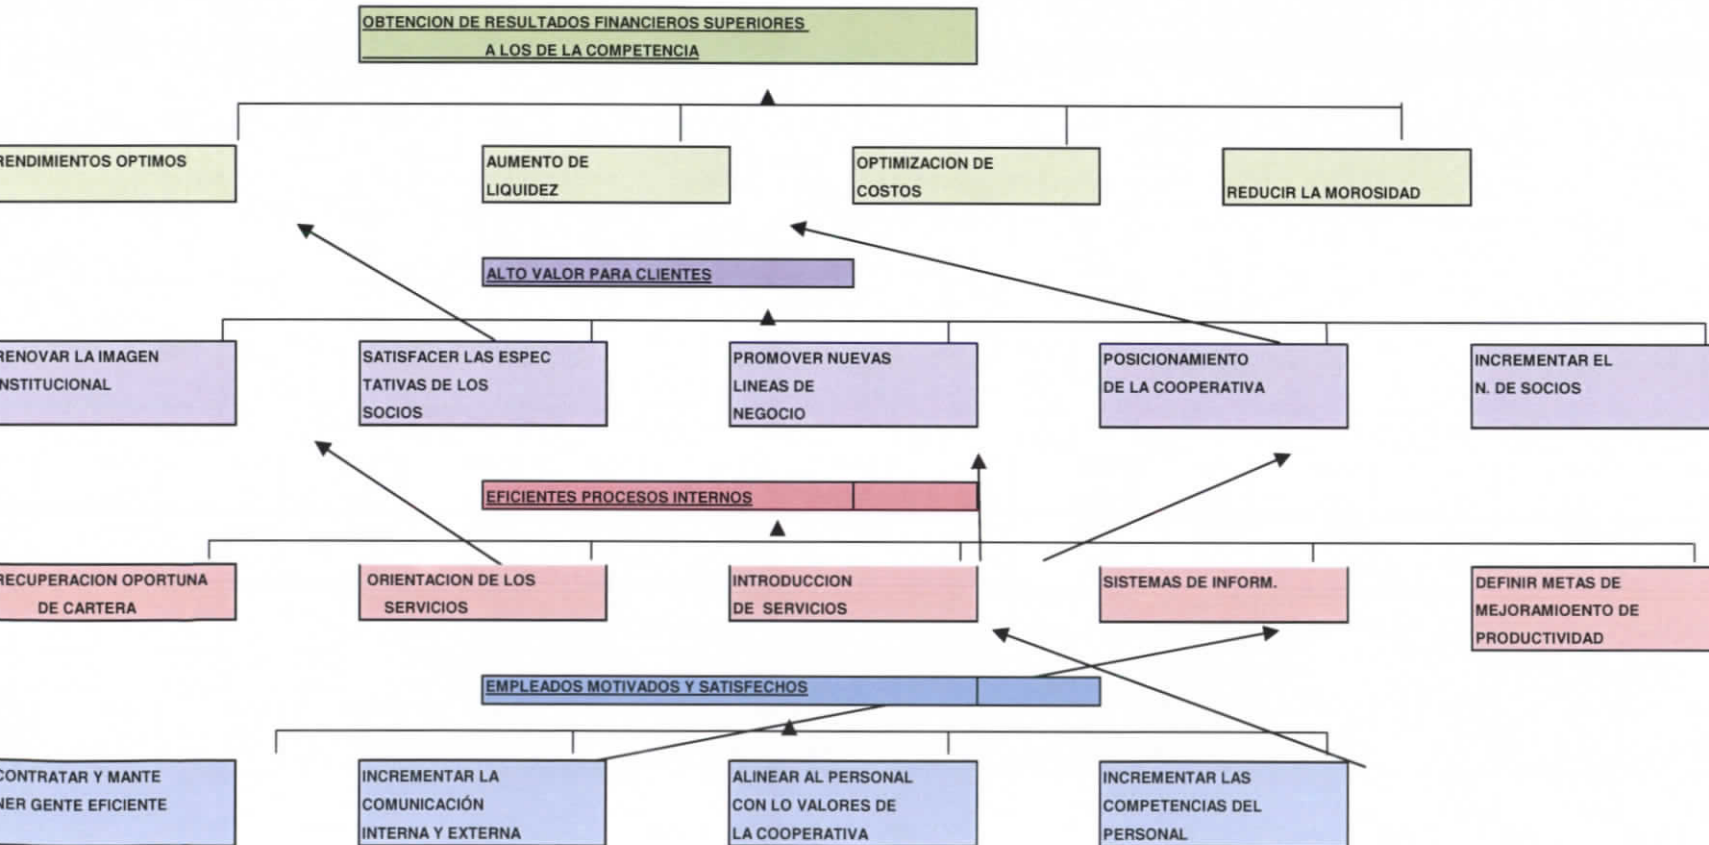 OBTENCION DE RESULTADOS FINANCIEROS SUPERIORES
A LOS DE LA COMPETENCIA
RENDIMIENTOS OPTIMOS
AUMENTO DE
LIQUIDEZ
OPTIMIZACION DE
COSTOS
REDUCIR LA MOROSIDAD
ALTO VALOR PARA CLIENTES
RENOVAR LA IMAGEN
INSTITUCIONAL
SATISFACER LAS ESPEC
TATIVAS DE LOS
SOCIOS
PROMOVER NUEVAS
LINEAS DE
NEGOCIO
POSICIONAMIENTO
DE LA COOPERATIVA
INCREMENTAR EL
N. DE SOCIOS
EFICIENTES PROCESOS INTERNOS
RECUPERACION OPORTUNA
DE CARTERA
ORIENTACION DE LOS
SERVICIOS
INTRODUCCION
DE SERVICIOS
SISTEMAS DE INFORM.
DEFINIR METAS DE
MEJORAMIOENTO DE
PRODUCTIVIDAD
EMPLEADOS MOTIVADOS Y SATISFECHOS
CONTRATAR Y MANTE
NER GENTE EFICIENTE
INCREMENTAR LA
COMUNICACIÓN
INTERNA Y EXTERNA
ALINEAR AL PERSONAL
CON LO VALORES DE
LA COOPERATIVA
INCREMENTAR LAS
COMPETENCIAS DEL
PERSONAL